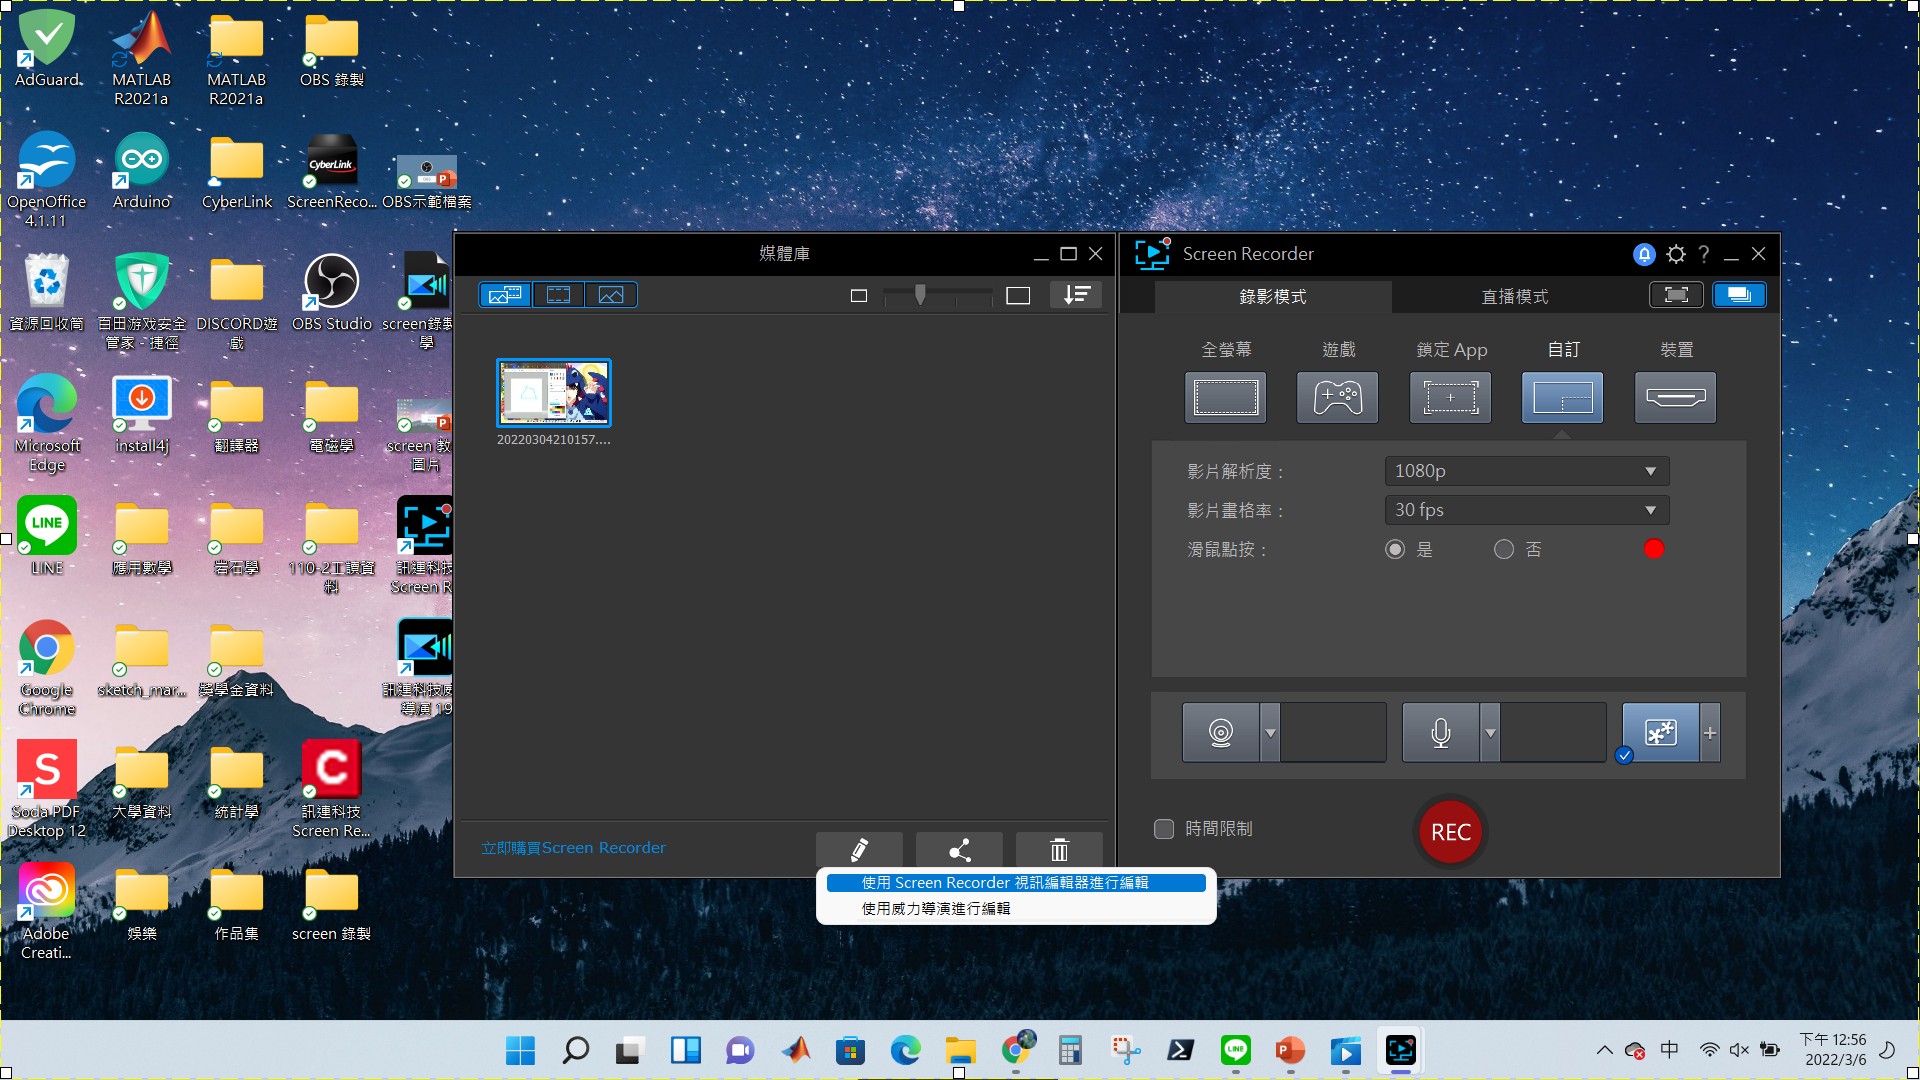 AdGuard
MATLAB
R2021a
MATLAB
R2021a
OBS 錄製
OpenOffice
4.1.11
Arduino
CyberLink
CyberLink
ScreenReco...
OBS示範檔案
資源回收筒
百田游戏安全
管家 - 捷徑
DISCORD遊
戲
OBS Studio
screen錄製
學
Microsoft
Edge
install4j
翻譯器
電磁學
screen 教
圖片
LINE
LINE
應用數學
岩石學
110-2工讀資
料
訊連科技
Screen R
Google
Chrome
sketch_mar...
獎學金資料
訊連科技威
導演 19
Soda PDF
Desktop 12
大學資料
統計學
訊連科技
Screen Re...
Adobe
Creati...
娛樂
作品集
screen 錄製
媒體庫
20220304210157....
立即購買Screen Recorder
使用 Screen Recorder 視訊編輯器進行編輯
使用威力導演進行編輯
Screen Recorder
錄影模式
直播模式
全螢幕
遊戲
鎖定 App
自訂
裝置
影片解析度：
1080p
影片畫格率：
30 fps
滑鼠點按：
是
否
時間限制
REC
中
下午 12:56
2022/3/6